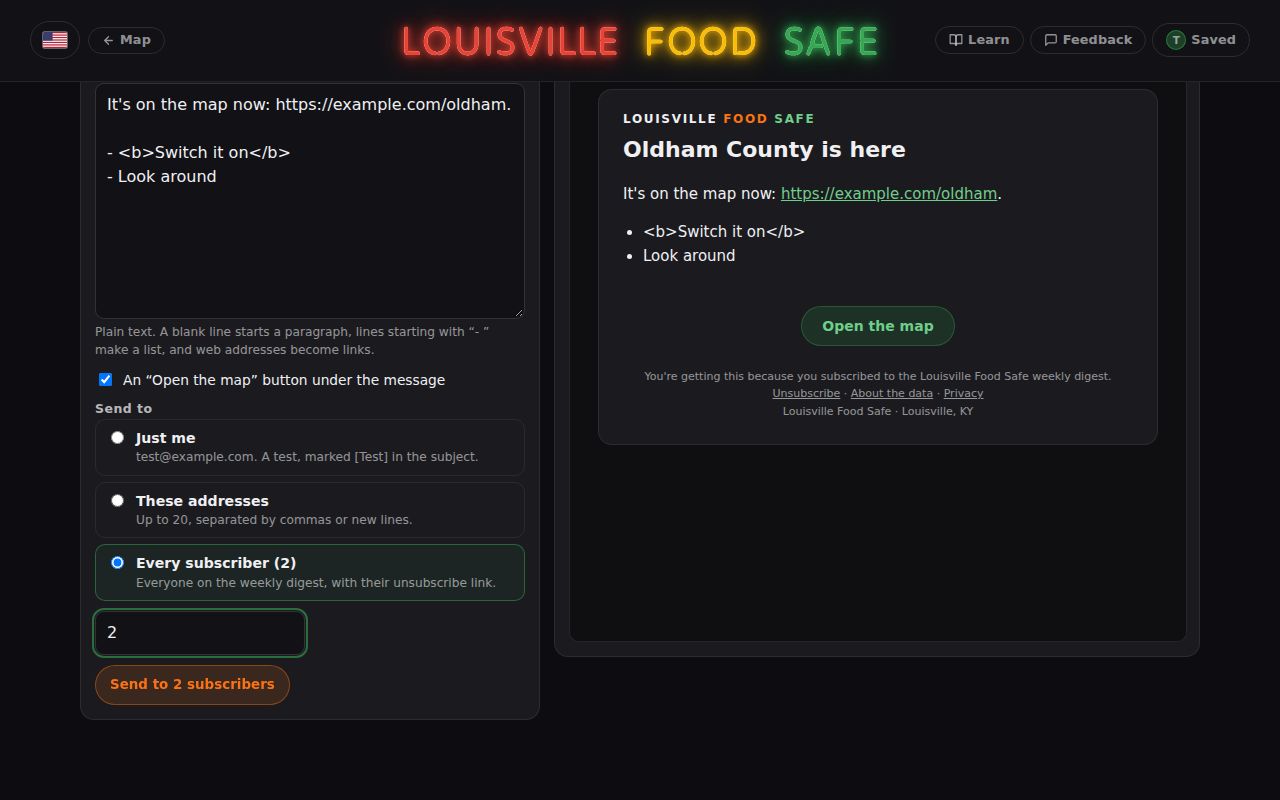 ← Map
LOUISVILLE FOOD SAFE
Learn
Feedback
T Saved
It's on the map now: https://example.com/oldham.
- <b>Switch it on</b>
- Look around
Plain text. A blank line starts a paragraph, lines starting with “- ”
make a list, and web addresses become links.
An “Open the map” button under the message
Send to
Just me
test@example.com. A test, marked [Test] in the subject.
These addresses
Up to 20, separated by commas or new lines.
Every subscriber (2)
Everyone on the weekly digest, with their unsubscribe link.
2
Send to 2 subscribers
LOUISVILLE FOOD SAFE
Oldham County is here
It's on the map now: https://example.com/oldham.
• <b>Switch it on</b>
• Look around
Open the map
You're getting this because you subscribed to the Louisville Food Safe weekly digest.
Unsubscribe · About the data · Privacy
Louisville Food Safe · Louisville, KY